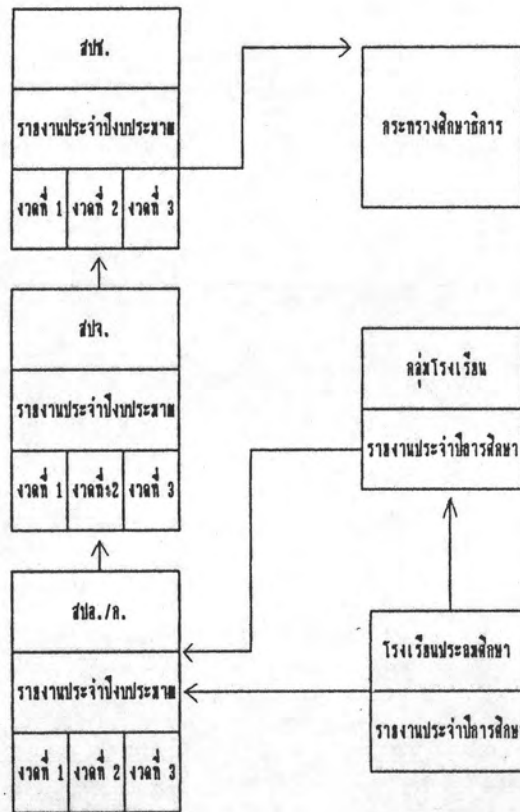 สปช.
รายงานประจำปีงบประมาณ
งวดที่ 1 งวดที่ 2 งวดที่ 3
กระทรวงศึกษาธิการ
สปจ.
รายงานประจำปีงบประมาณ
งวดที่ 1 งวดที่ 2 งวดที่ 3
กลุ่มโรงเรียน
รายงานประจำปีการศึกษา
สปอ./ก.
รายงานประจำปีงบประมาณ
งวดที่ 1 งวดที่ 2 งวดที่ 3
โรงเรียนประถมศึกษา
รายงานประจำปีการศึกษา